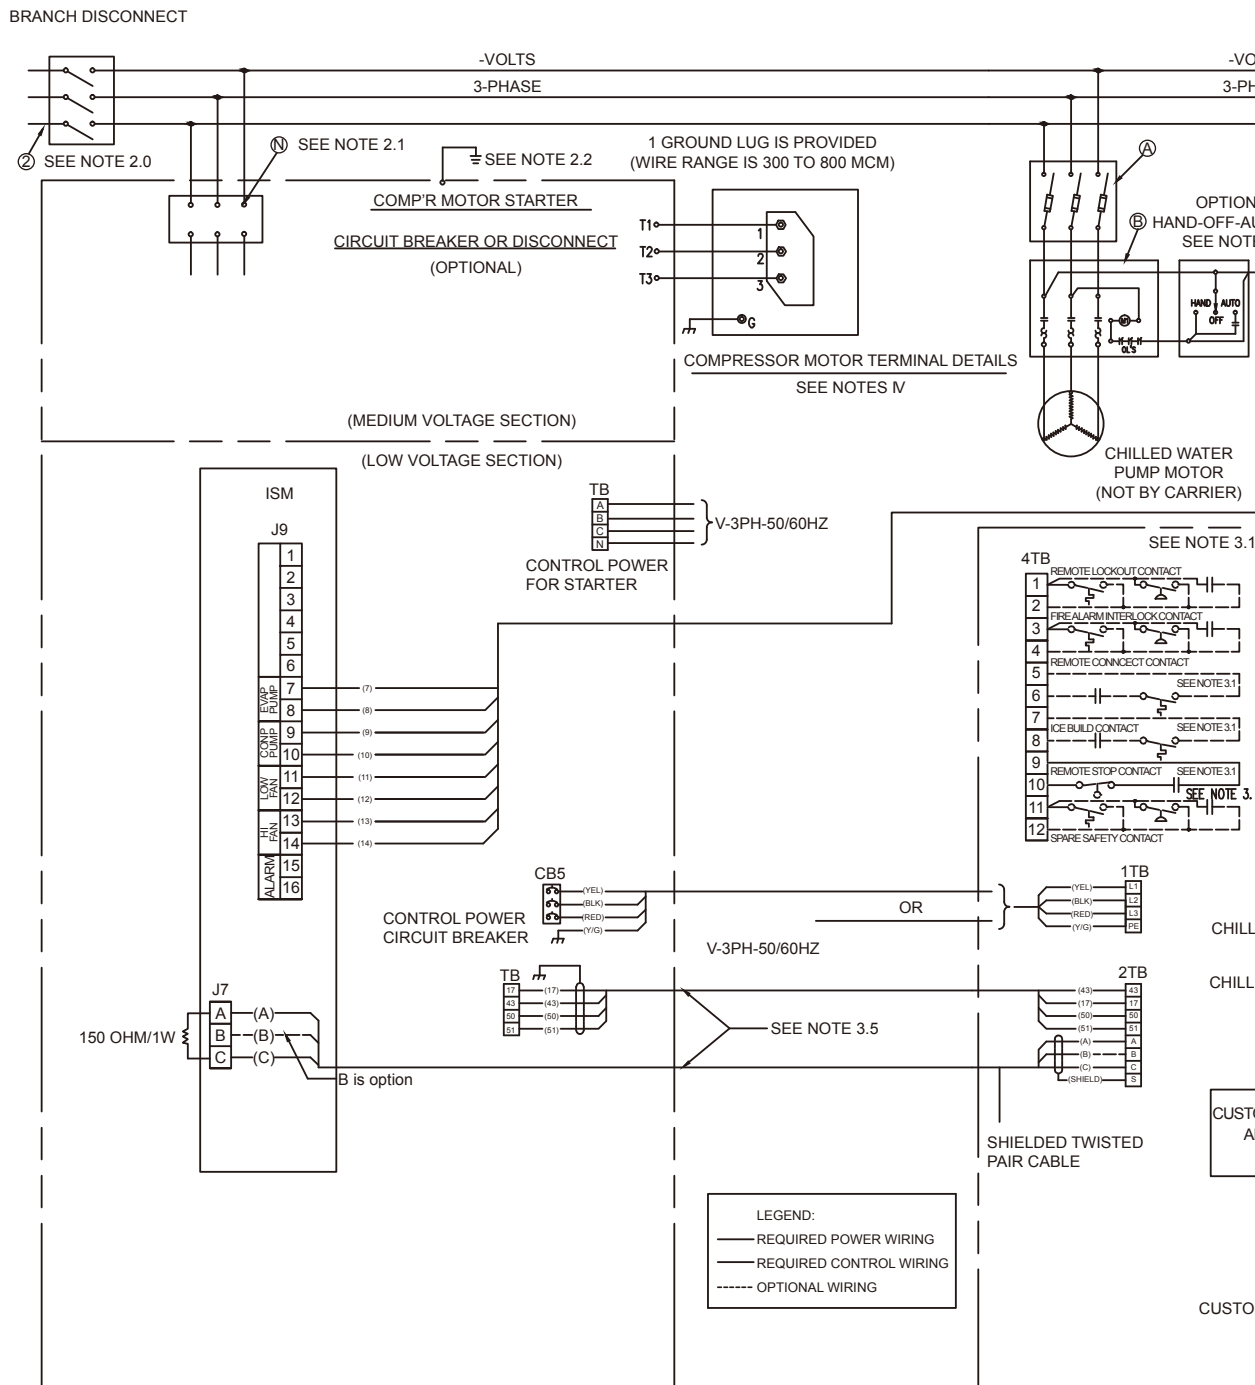 BRANCH DISCONNECT
-VOLTS
-VO
3-PHASE
3-PH
② SEE NOTE 2.0
Ⓝ SEE NOTE 2.1
SEE NOTE 2.2
1 GROUND LUG IS PROVIDED
(WIRE RANGE IS 300 TO 800 MCM)
Ⓐ
COMP'R MOTOR STARTER
CIRCUIT BREAKER OR DISCONNECT
(OPTIONAL)
T1
T2
T3
1
2
3
G
OPTION
Ⓑ HAND-OFF-AU
SEE NOTE
HAND AUTO
OFF
M1
OL'S
COMPRESSOR MOTOR TERMINAL DETAILS
SEE NOTES IV
(MEDIUM VOLTAGE SECTION)
(LOW VOLTAGE SECTION)
CHILLED WATER
PUMP MOTOR
(NOT BY CARRIER)
ISM
J9
1
2
3
4
5
6
7
8
9
10
11
12
13
14
15
16
EVAP
PUMP
CONP
PUMP
LOW
FAN
HI
FAN
ALARM
(7)
(8)
(9)
(10)
(11)
(12)
(13)
(14)
TB
A
B
C
N
V-3PH-50/60HZ
CONTROL POWER
FOR STARTER
SEE NOTE 3.1
4TB
1
2
3
4
5
6
7
8
9
10
11
12
REMOTE LOCKOUT CONTACT
FIRE ALARM INTERLOCK CONTACT
REMOTE CONNCECT CONTACT
SEE NOTE 3.1
ICE BUILD CONTACT SEE NOTE 3.1
REMOTE STOP CONTACT SEE NOTE 3.1
SEE NOTE 3.
SPARE SAFETY CONTACT
CB5
(YEL)
(BLK)
(RED)
(Y/G)
CONTROL POWER
CIRCUIT BREAKER
OR
V-3PH-50/60HZ
1TB
(YEL) L1
(BLK) L2
(RED) L3
(Y/G) PE
CHILL
CHILL
TB
17 (17)
43 (43)
50 (50)
51 (51)
SEE NOTE 3.5
2TB
(43) 43
(17) 17
(50) 50
(51) 51
(A) A
(B) B
(C) C
(SHIELD) S
J7
A (A)
B (B)
C (C)
150 OHM/1W
B is option
SHIELDED TWISTED
PAIR CABLE
CUSTO
A
LEGEND:
REQUIRED POWER WIRING
REQUIRED CONTROL WIRING
OPTIONAL WIRING
CUSTO